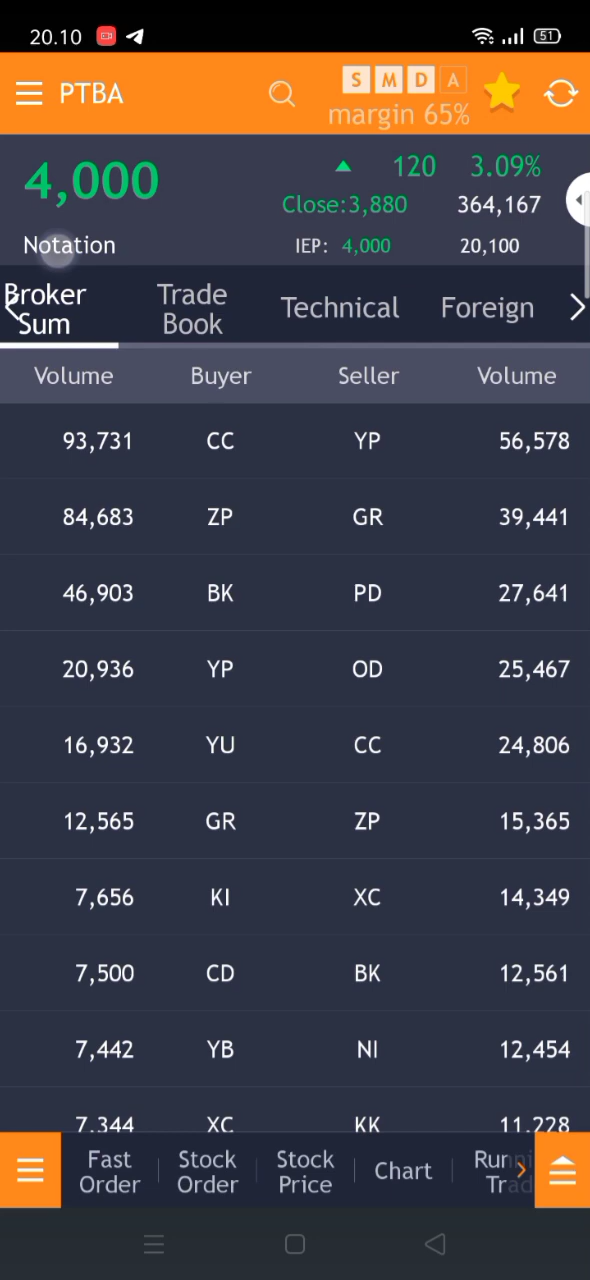 20.10
51
PTBA
S M D A
margin 65%
4,000
120 3.09%
Close:3,880 364,167
Notation
IEP: 4,000 20,100
Broker Sum
Trade Book
Technical
Foreign
Volume Buyer Seller Volume
93,731 CC YP 56,578
84,683 ZP GR 39,441
46,903 BK PD 27,641
20,936 YP OD 25,467
16,932 YU CC 24,806
12,565 GR ZP 15,365
7,656 KI XC 14,349
7,500 CD BK 12,561
7,442 YB NI 12,454
7,344 XC KK 11,228
Fast Order
Stock Order
Stock Price
Chart
Runni
Trad